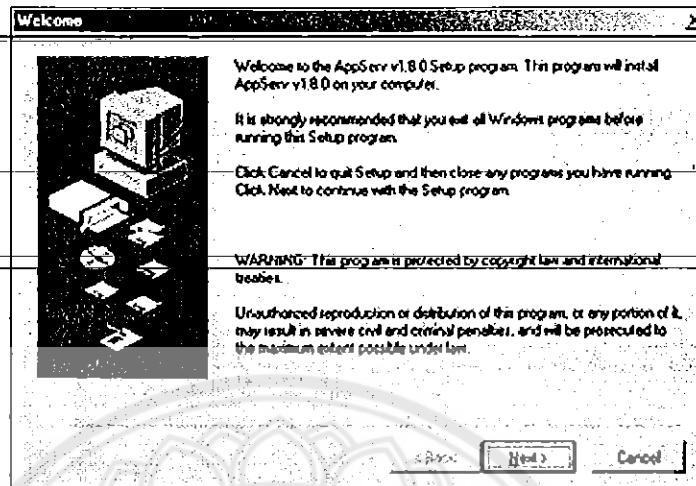 Welcome
Welcome to the AppServ v1.8.0 Setup program. This program will install
AppServ v1.8.0 on your computer.
It is strongly recommended that you exit all Windows programs before
running this Setup program.
Click Cancel to quit Setup and then close any programs you have running.
Click Next to continue with the Setup program.
WARNING: This program is protected by copyright law and international
treaties.
Unauthorized reproduction or distribution of this program, or any portion of it,
may result in severe civil and criminal penalties, and will be prosecuted to
the maximum extent possible under law.
< Back
Next >
Cancel